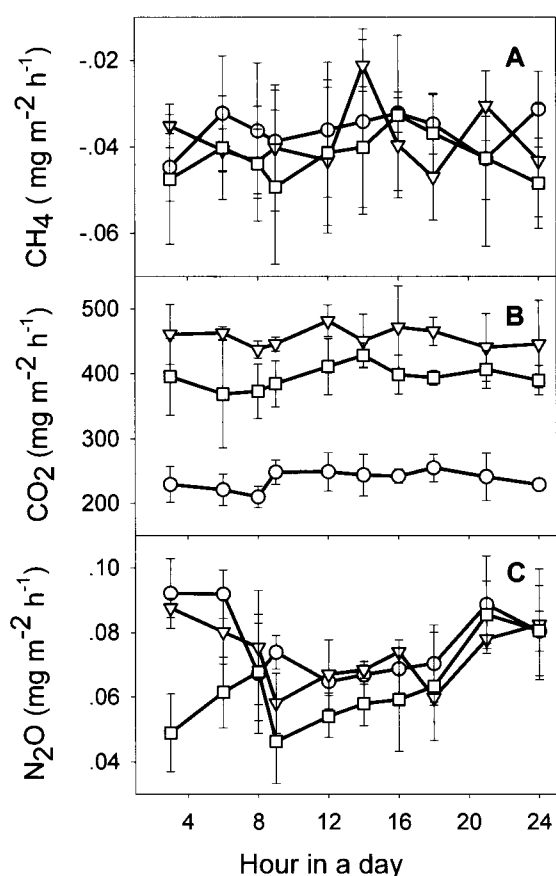 A
-.02
-.04
-.06
CH₄ ( mg m⁻² h⁻¹)
B
500
400
300
200
CO₂ (mg m⁻² h⁻¹)
C
.10
.08
.06
.04
N₂O (mg m⁻² h⁻¹)
4 8 12 16 20 24
Hour in a day